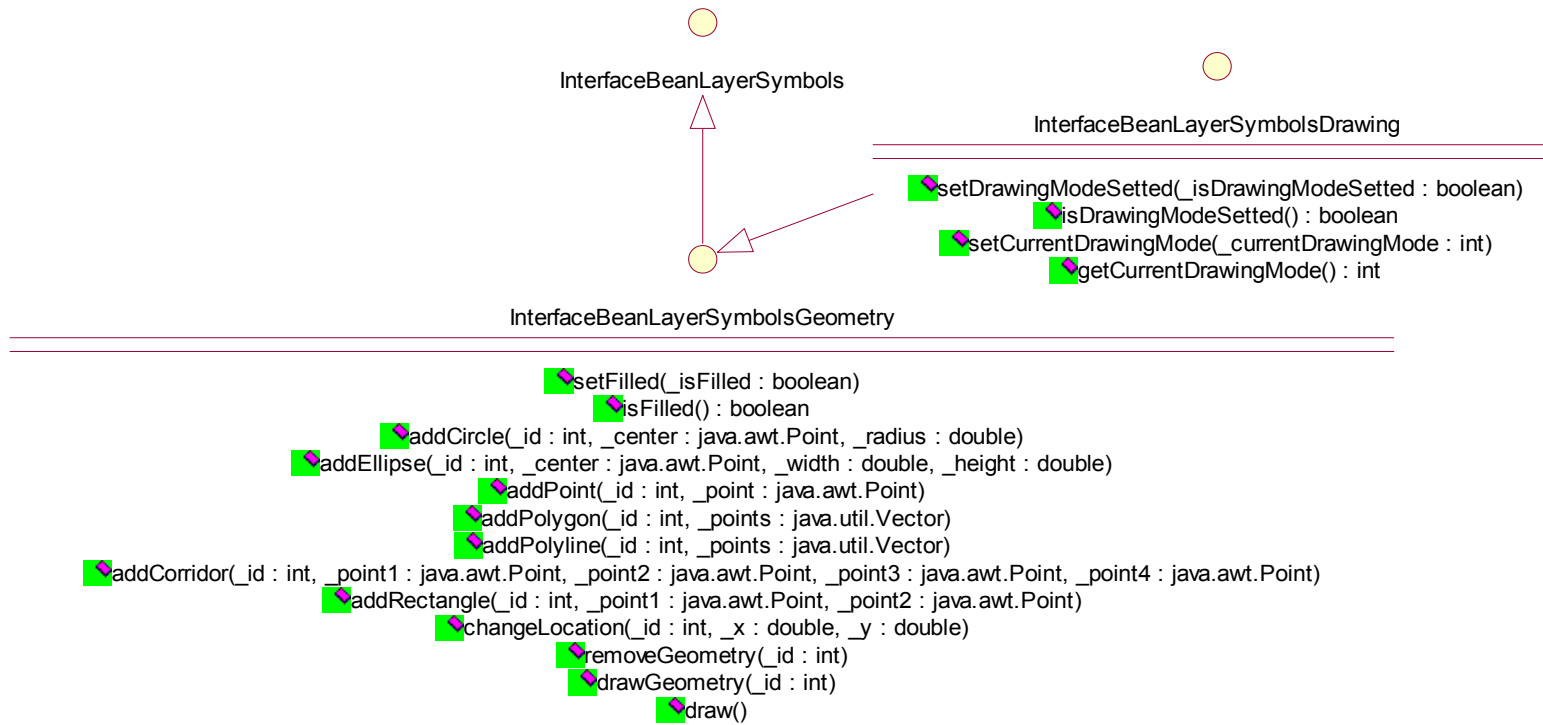 InterfaceBeanLayerSymbols
InterfaceBeanLayerSymbolsDrawing
setDrawingModeSetted(_isDrawingModeSetted : boolean)
isDrawingModeSetted() : boolean
setCurrentDrawingMode(_currentDrawingMode : int)
getCurrentDrawingMode() : int
InterfaceBeanLayerSymbolsGeometry
setFilled(_isFilled : boolean)
isFilled() : boolean
addCircle(_id : int, _center : java.awt.Point, _radius : double)
addEllipse(_id : int, _center : java.awt.Point, _width : double, _height : double)
addPoint(_id : int, _point : java.awt.Point)
addPolygon(_id : int, _points : java.util.Vector)
addPolyline(_id : int, _points : java.util.Vector)
addCorridor(_id : int, _point1 : java.awt.Point, _point2 : java.awt.Point, _point3 : java.awt.Point, _point4 : java.awt.Point)
addRectangle(_id : int, _point1 : java.awt.Point, _point2 : java.awt.Point)
changeLocation(_id : int, _x : double, _y : double)
removeGeometry(_id : int)
drawGeometry(_id : int)
draw()